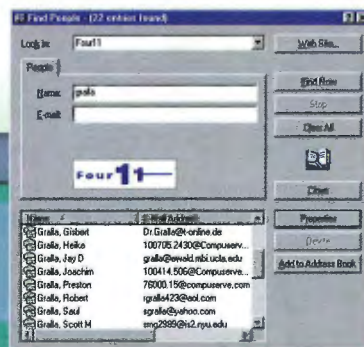 Find People - (22 entries found)
Look in: Four11
Web Site...
People
Find Now
Name: gralla
Stop
E-mail:
Clear All
Four11
Close
Name E-Mail Address
Properties
Gralla, Gisbert Dr.Gralla@t-online.de
Gralla, Heika 100705.2430@Compuserve...
Delete
Gralla, Jay D gralla@ewald.mbi.ucla.edu
Add to Address Book
Gralla, Joachim 100414.506@Compuserve...
Gralla, Preston 76000.15@compuserve.com
Gralla, Robert rgralla423@aol.com
Gralla, Saul sgralla@yahoo.com
Gralla, Scott M smg2989@is2.nyu.edu